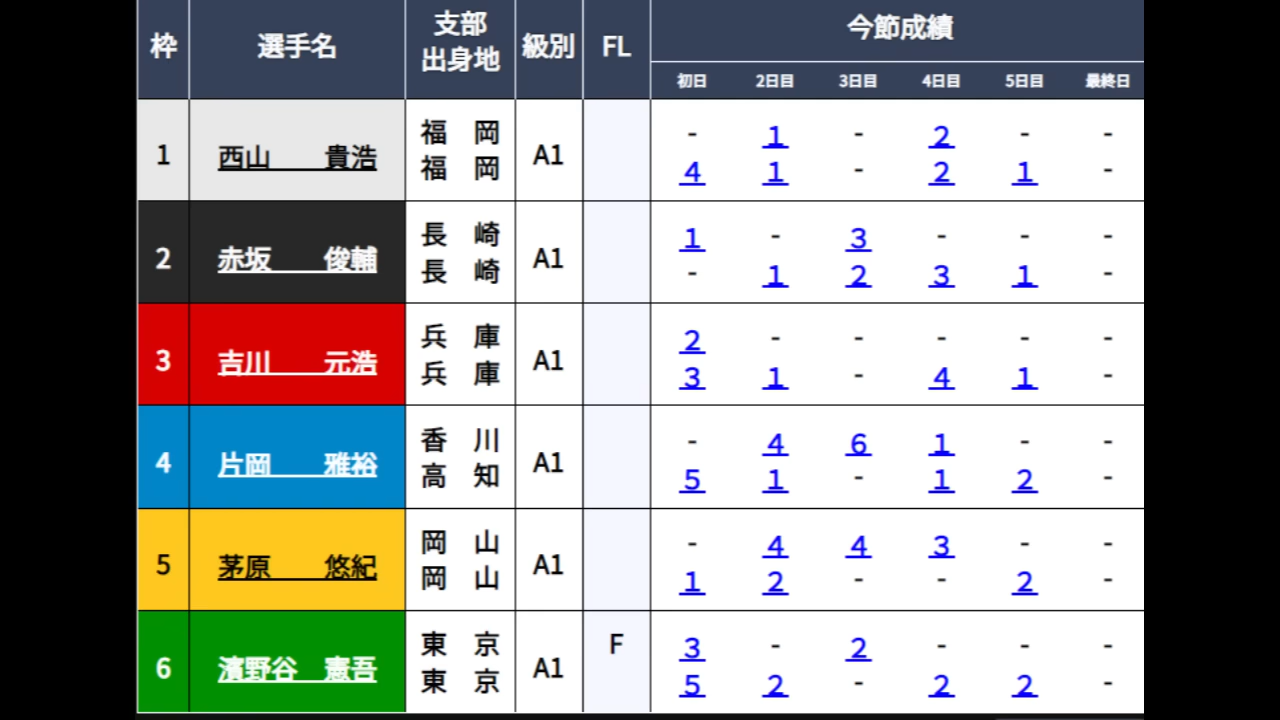 枠 選手名 支部 出身地 級別 FL 今節成績
初日 2日目 3日目 4日目 5日目 最終日
1 西山 貴浩 福岡 福岡 A1
- 1 - 2 - -
4 1 - 2 1 -
2 赤坂 俊輔 長崎 長崎 A1
1 - 3 - - -
- 1 2 3 1 -
3 吉川 元浩 兵庫 兵庫 A1
2 - - - - -
3 1 - 4 1 -
4 片岡 雅裕 香川 高知 A1
- 4 6 1 - -
5 1 - 1 2 -
5 茅原 悠紀 岡山 岡山 A1
- 4 4 3 - -
1 2 - - 2 -
6 濱野谷 憲吾 東京 東京 A1 F
3 - 2 - - -
5 2 - 2 2 -